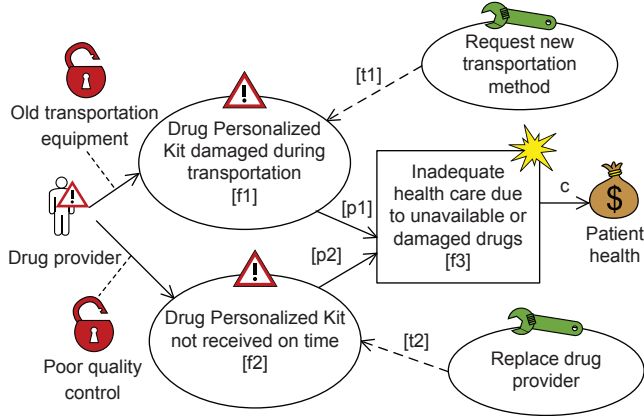 Request new
transportation
method
[t1]
Old transportation
equipment
Drug Personalized
Kit damaged during
transportation
[f1]
Inadequate
health care due
to unavailable or
damaged drugs
[f3]
c
$
Patient
health
[p1]
Drug provider
[p2]
Drug Personalized Kit
not received on time
[f2]
[t2]
Replace drug
provider
Poor quality
control